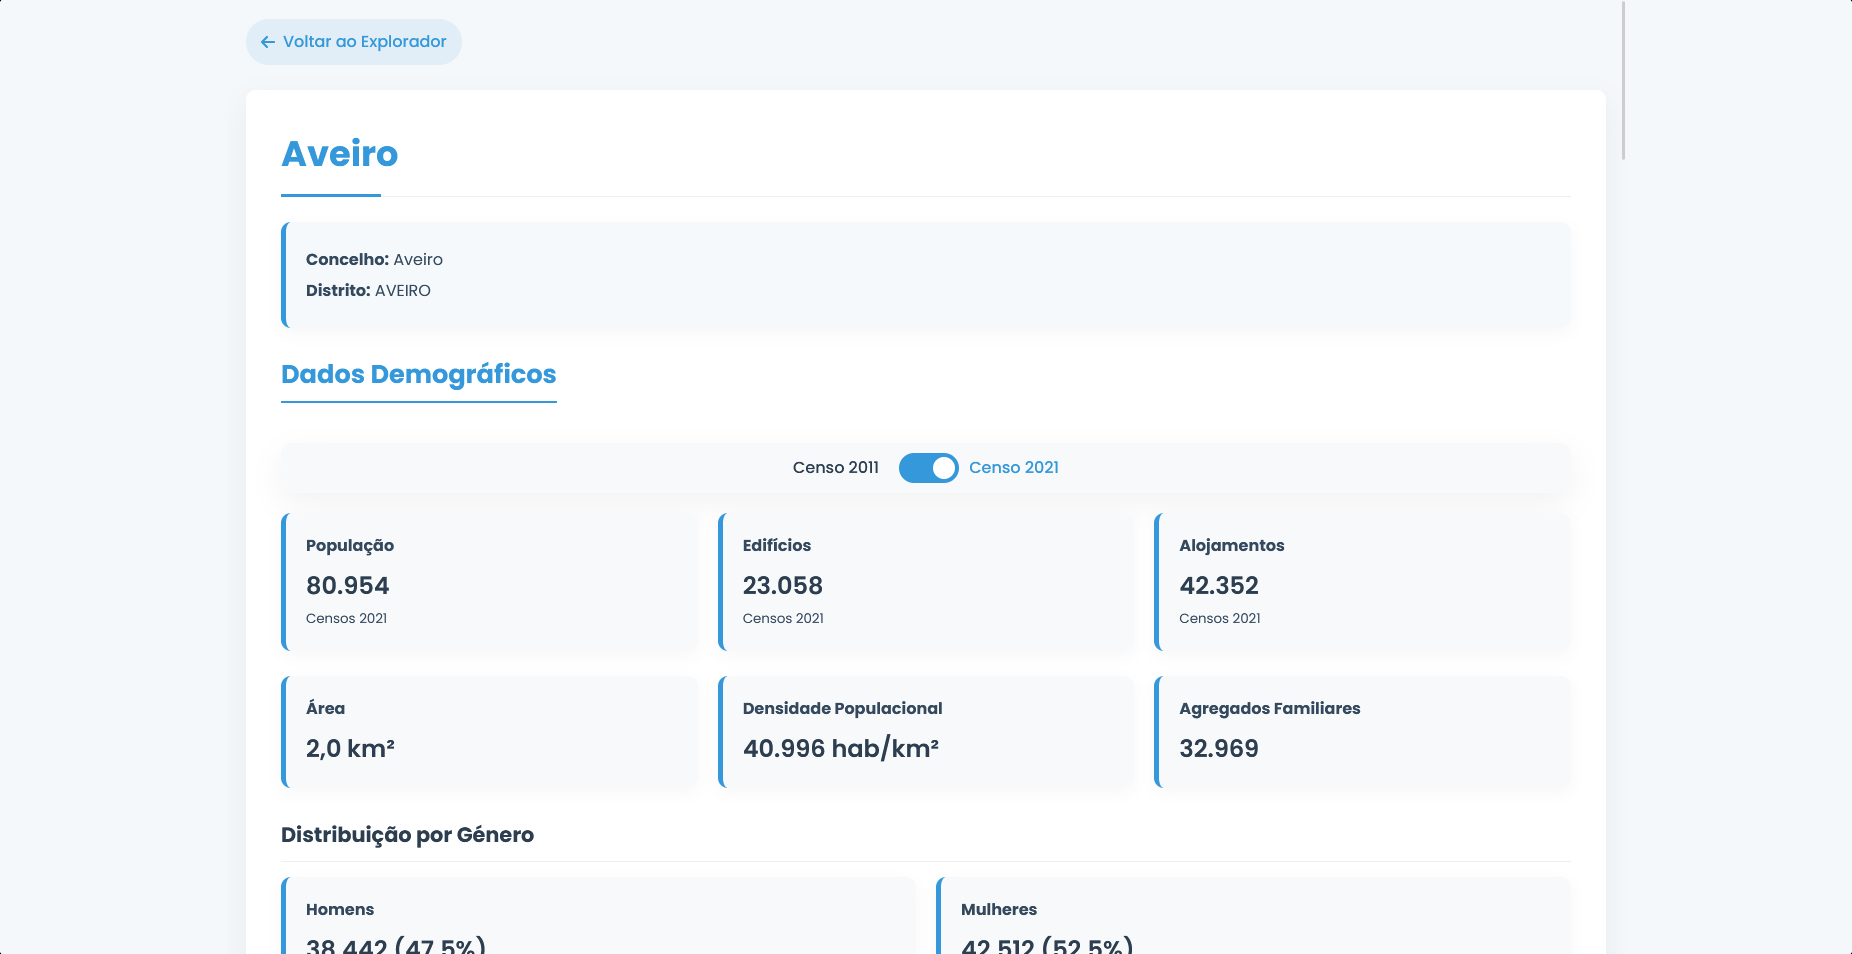 Voltar ao Explorador
Aveiro
Concelho: Aveiro
Distrito: AVEIRO
Dados Demográficos
Censo 2011 Censo 2021
População
80.954
Censos 2021
Edifícios
23.058
Censos 2021
Alojamentos
42.352
Censos 2021
Área
2,0 km²
Densidade Populacional
40.996 hab/km²
Agregados Familiares
32.969
Distribuição por Género
Homens
38.442 (47.5%)
Mulheres
42.512 (52.5%)